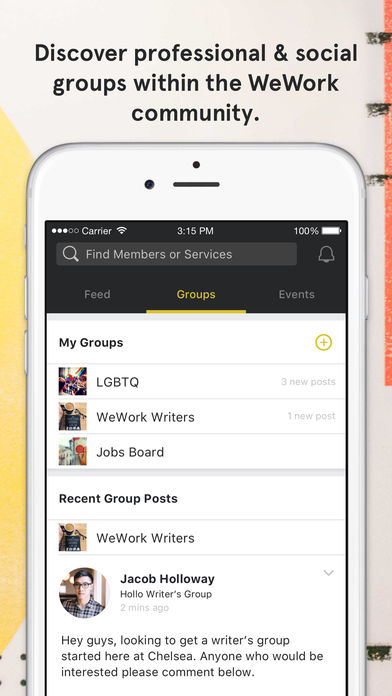 Discover professional & social
groups within the WeWork
community.
Carrier 3:15 PM 100%
Find Members or Services
Feed Groups Events
My Groups
LGBTQ 3 new posts
WeWork Writers 1 new post
Jobs Board
Recent Group Posts
WeWork Writers
Jacob Holloway
Hollo Writer's Group
2 mins ago
Hey guys, looking to get a writer's group
started here at Chelsea. Anyone who would be
interested please comment below.